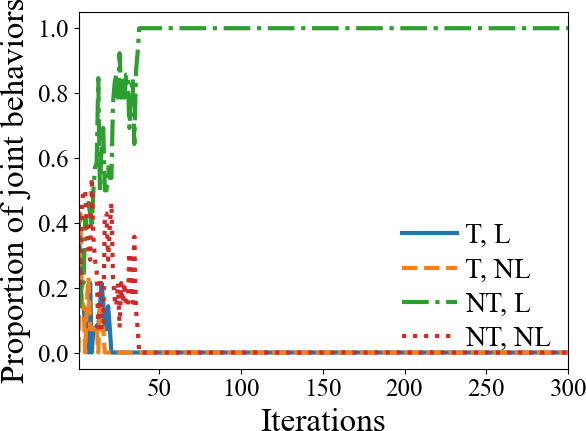 Proportion of joint behaviors
1.0
0.8
0.6
0.4
0.2
0.0
T, L
T, NL
NT, L
NT, NL
50 100 150 200 250 300
Iterations